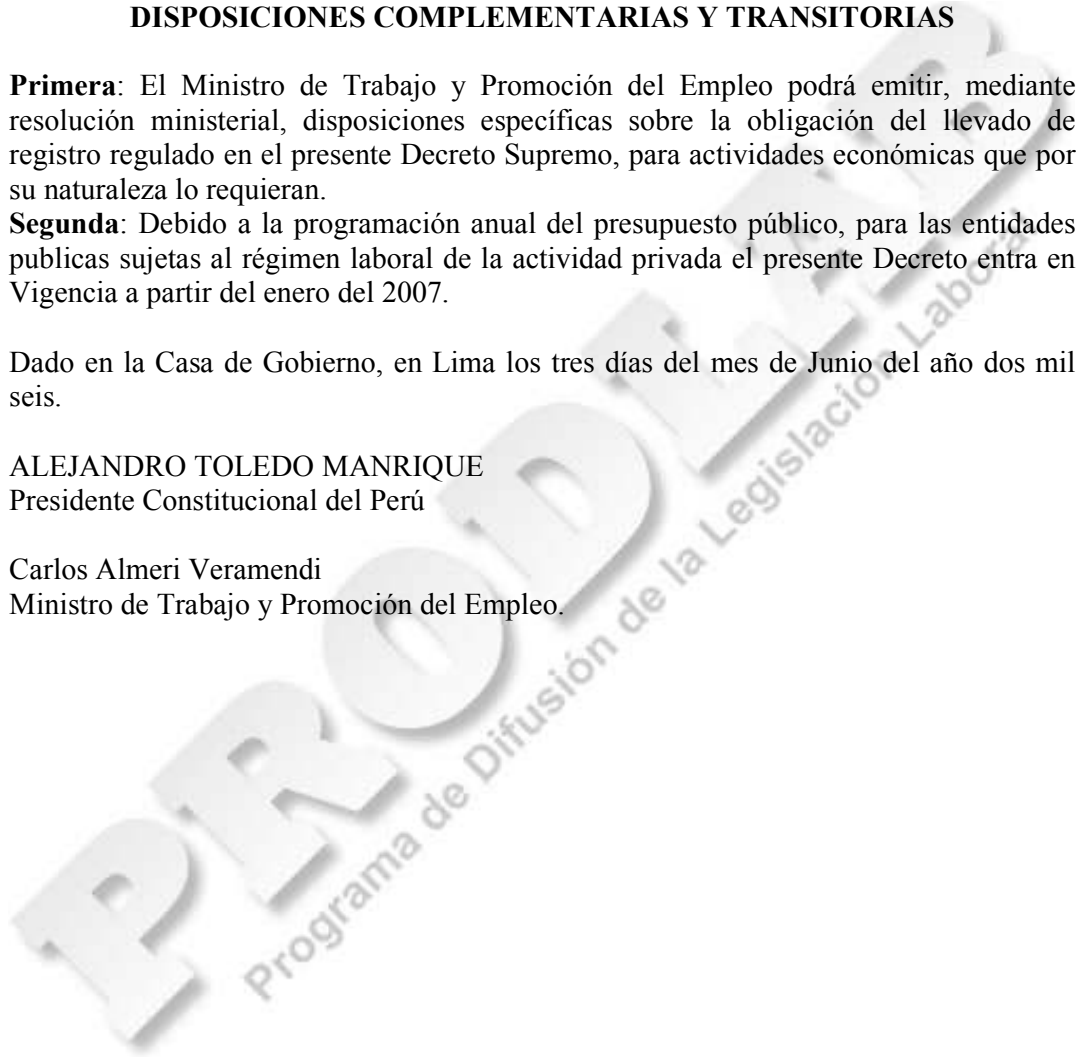 DISPOSICIONES COMPLEMENTARIAS Y TRANSITORIAS
Primera: El Ministro de Trabajo y Promoción del Empleo podrá emitir, mediante
resolución ministerial, disposiciones específicas sobre la obligación del llevado de
registro regulado en el presente Decreto Supremo, para actividades económicas que por
su naturaleza lo requieran.
Segunda: Debido a la programación anual del presupuesto público, para las entidades
publicas sujetas al régimen laboral de la actividad privada el presente Decreto entra en
Vigencia a partir del enero del 2007.
Dado en la Casa de Gobierno, en Lima los tres días del mes de Junio del año dos mil
seis.
ALEJANDRO TOLEDO MANRIQUE
Presidente Constitucional del Perú
Carlos Almeri Veramendi
Ministro de Trabajo y Promoción del Empleo.
PRODLAB
Programa de Difusión de la Legislación Laboral